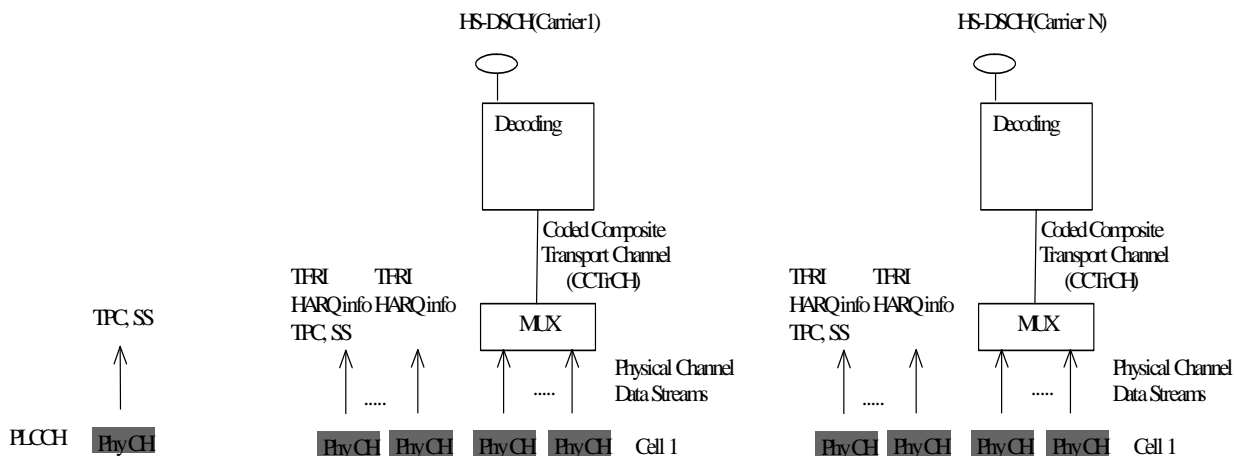 HS-DSCH(Carrier1)
HS-DSCH(Carrier N)
Decoding
Decoding
Coded Composite
Transport Channel
(CCTrCH)
Coded Composite
Transport Channel
(CCTrCH)
TFRI
HARQ info
TPC, SS
TFRI
HARQ info
TFRI
HARQ info
TPC, SS
TFRI
HARQ info
TPC, SS
MUX
MUX
Physical Channel
Data Streams
Physical Channel
Data Streams
.....
.....
.....
.....
PLCCH
Phy CH
Phy CH
Phy CH
Phy CH
Phy CH
Cell 1
Phy CH
Phy CH
Phy CH
Phy CH
Cell 1